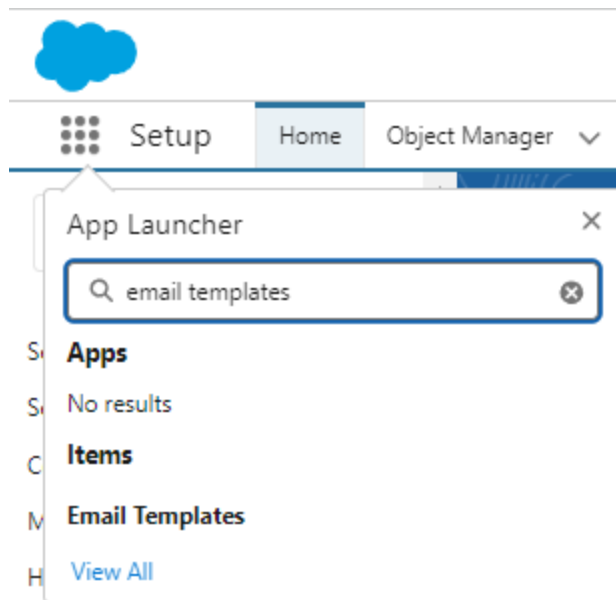 Setup
Home
Object Manager
App Launcher
email templates
Apps
No results
Items
Email Templates
View All